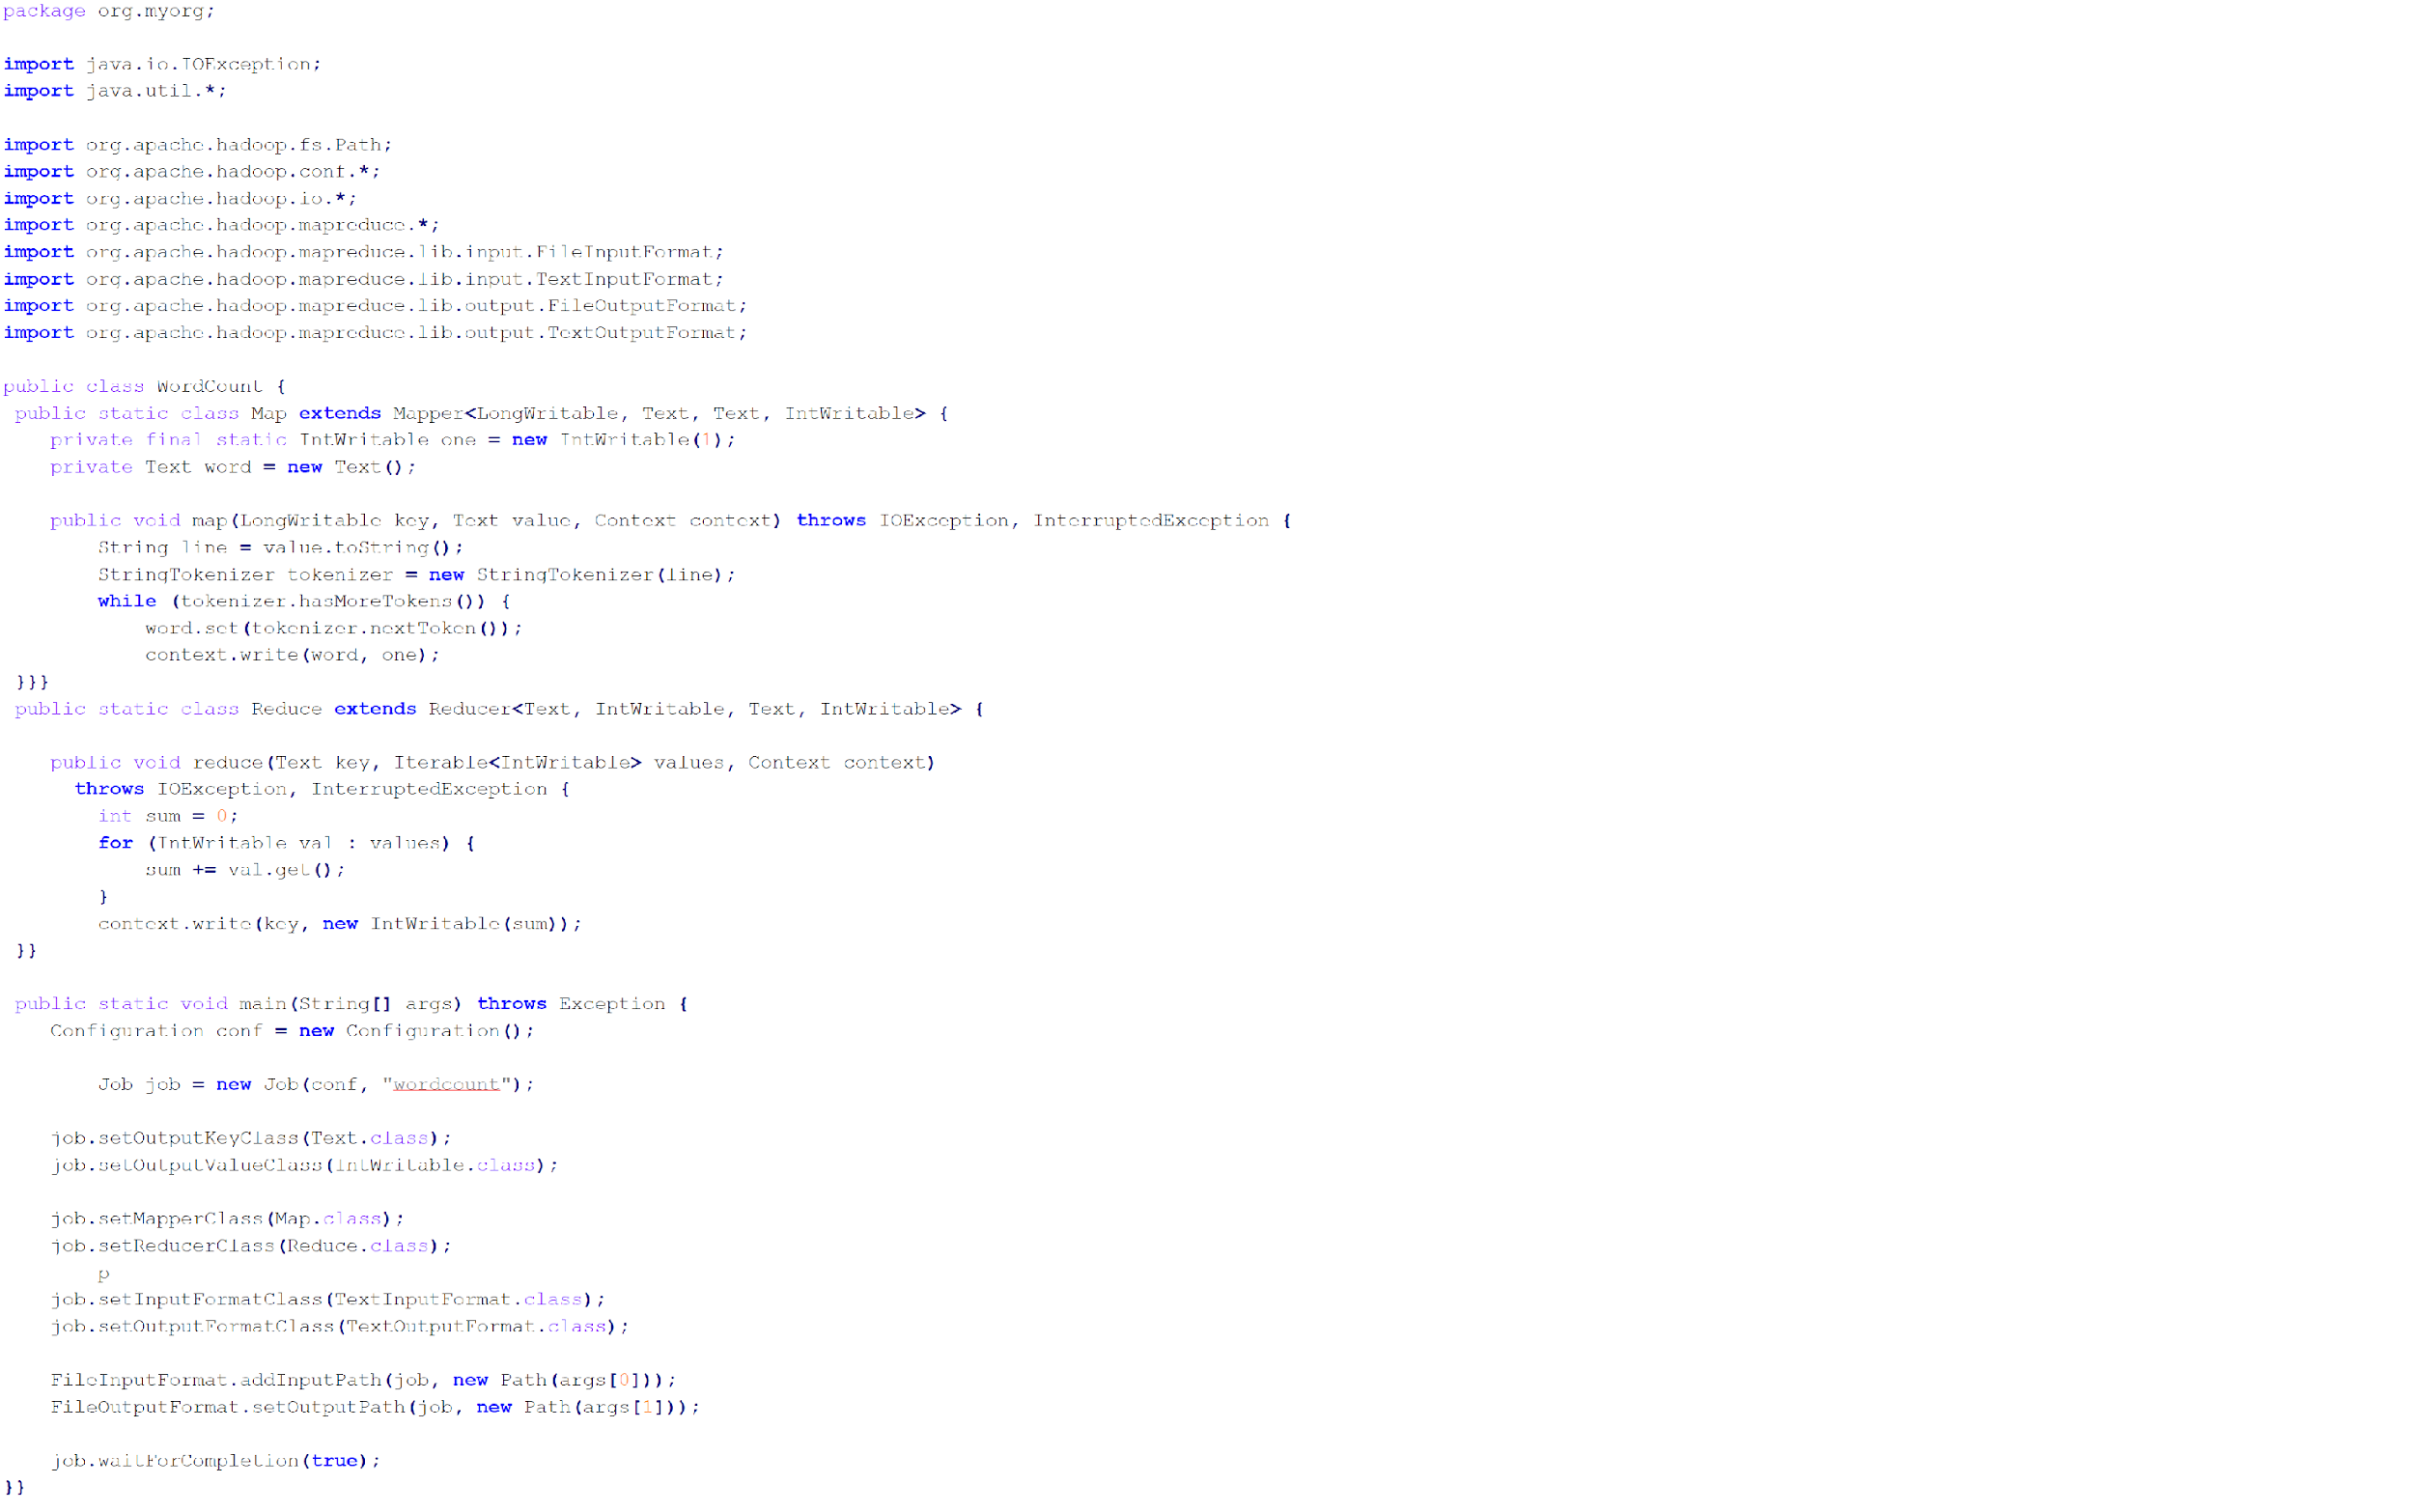 package org.myorg;
import java.io.IOException;
import java.util.*;
import org.apache.hadoop.fs.Path;
import org.apache.hadoop.conf.*;
import org.apache.hadoop.io.*;
import org.apache.hadoop.mapreduce.*;
import org.apache.hadoop.mapreduce.lib.input.FileInputFormat;
import org.apache.hadoop.mapreduce.lib.input.TextInputFormat;
import org.apache.hadoop.mapreduce.lib.output.FileOutputFormat;
import org.apache.hadoop.mapreduce.lib.output.TextOutputFormat;
public class WordCount {
public static class Map extends Mapper<LongWritable, Text, Text, IntWritable> {
private final static IntWritable one = new IntWritable(1);
private Text word = new Text();
public void map(LongWritable key, Text value, Context context) throws IOException, InterruptedException {
String line = value.toString();
StringTokenizer tokenizer = new StringTokenizer(line);
while (tokenizer.hasMoreTokens()) {
word.set(tokenizer.nextToken());
context.write(word, one);
}}}
public static class Reduce extends Reducer<Text, IntWritable, Text, IntWritable> {
public void reduce(Text key, Iterable<IntWritable> values, Context context)
throws IOException, InterruptedException {
int sum = 0;
for (IntWritable val : values) {
sum += val.get();
}
context.write(key, new IntWritable(sum));
}}
public static void main(String[] args) throws Exception {
Configuration conf = new Configuration();
Job job = new Job(conf, "wordcount");
job.setOutputKeyClass(Text.class);
job.setOutputValueClass(IntWritable.class);
job.setMapperClass(Map.class);
job.setReducerClass(Reduce.class);
p
job.setInputFormatClass(TextInputFormat.class);
job.setOutputFormatClass(TextOutputFormat.class);
FileInputFormat.addInputPath(job, new Path(args[0]));
FileOutputFormat.setOutputPath(job, new Path(args[1]));
job.waitForCompletion(true);
}}